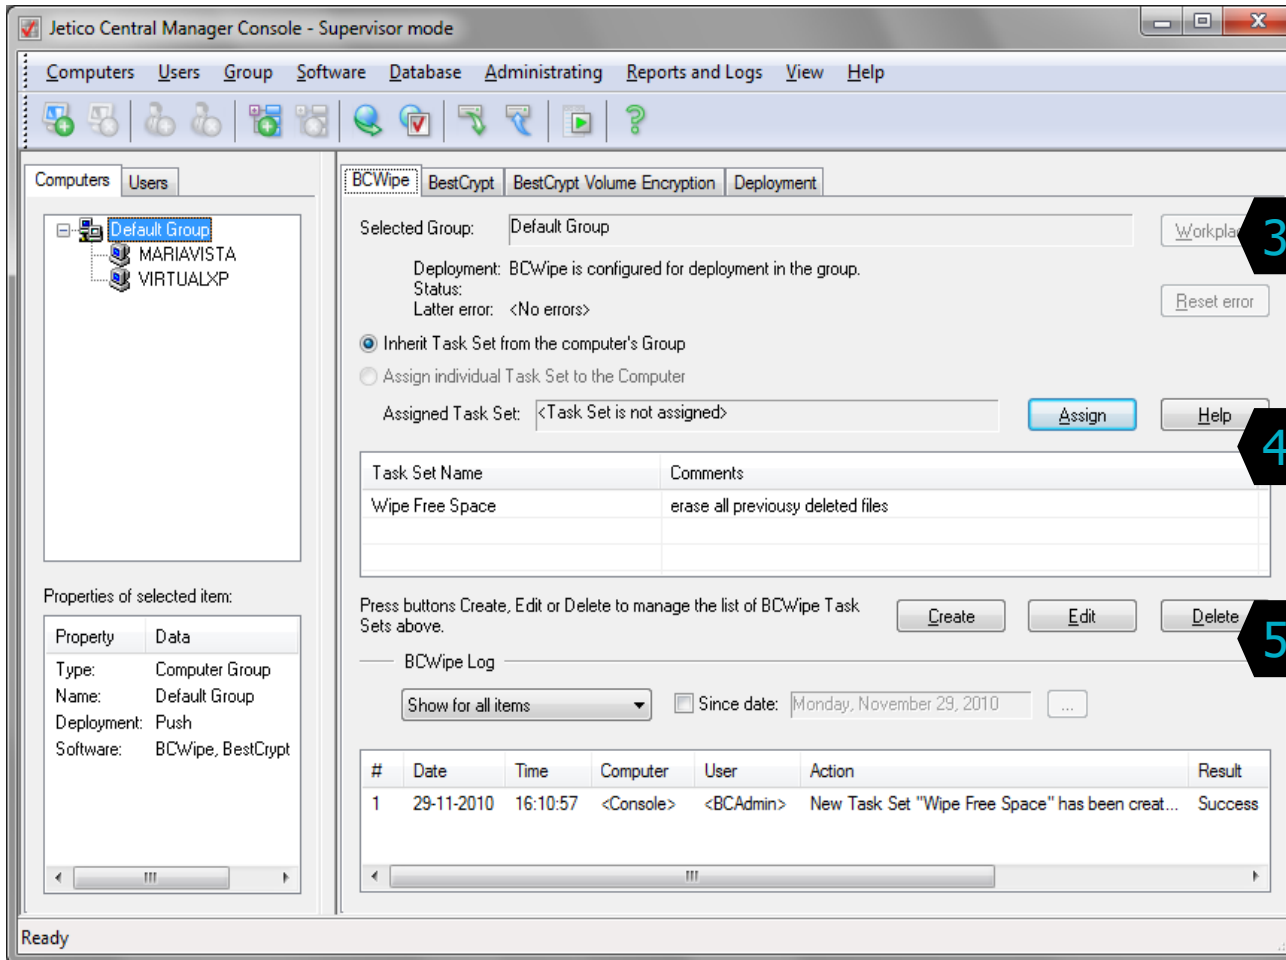 Jetico Central Manager Console - Supervisor mode
Computers Users Group Software Database Administrating Reports and Logs View Help
Computers Users
Default Group
MARIAVISTA
VIRTUALXP
Properties of selected item:
Property Data
Type: Computer Group
Name: Default Group
Deployment: Push
Software: BCWipe, BestCrypt
BCWipe BestCrypt BestCrypt Volume Encryption Deployment
Selected Group: Default Group
3
Deployment: BCWipe is configured for deployment in the group.
Status:
Latter error: <No errors>
Reset error
Inherit Task Set from the computer's Group
Assign individual Task Set to the Computer
Assigned Task Set: <Task Set is not assigned> Assign Help
4
Task Set Name Comments
Wipe Free Space erase all previousy deleted files
Press buttons Create, Edit or Delete to manage the list of BCWipe Task
Sets above.
Create Edit Delete
5
BCWipe Log
Show for all items Since date: Monday, November 29, 2010 ...
# Date Time Computer User Action Result
1 29-11-2010 16:10:57 <Console> <BCAdmin> New Task Set "Wipe Free Space" has been creat... Success
Ready